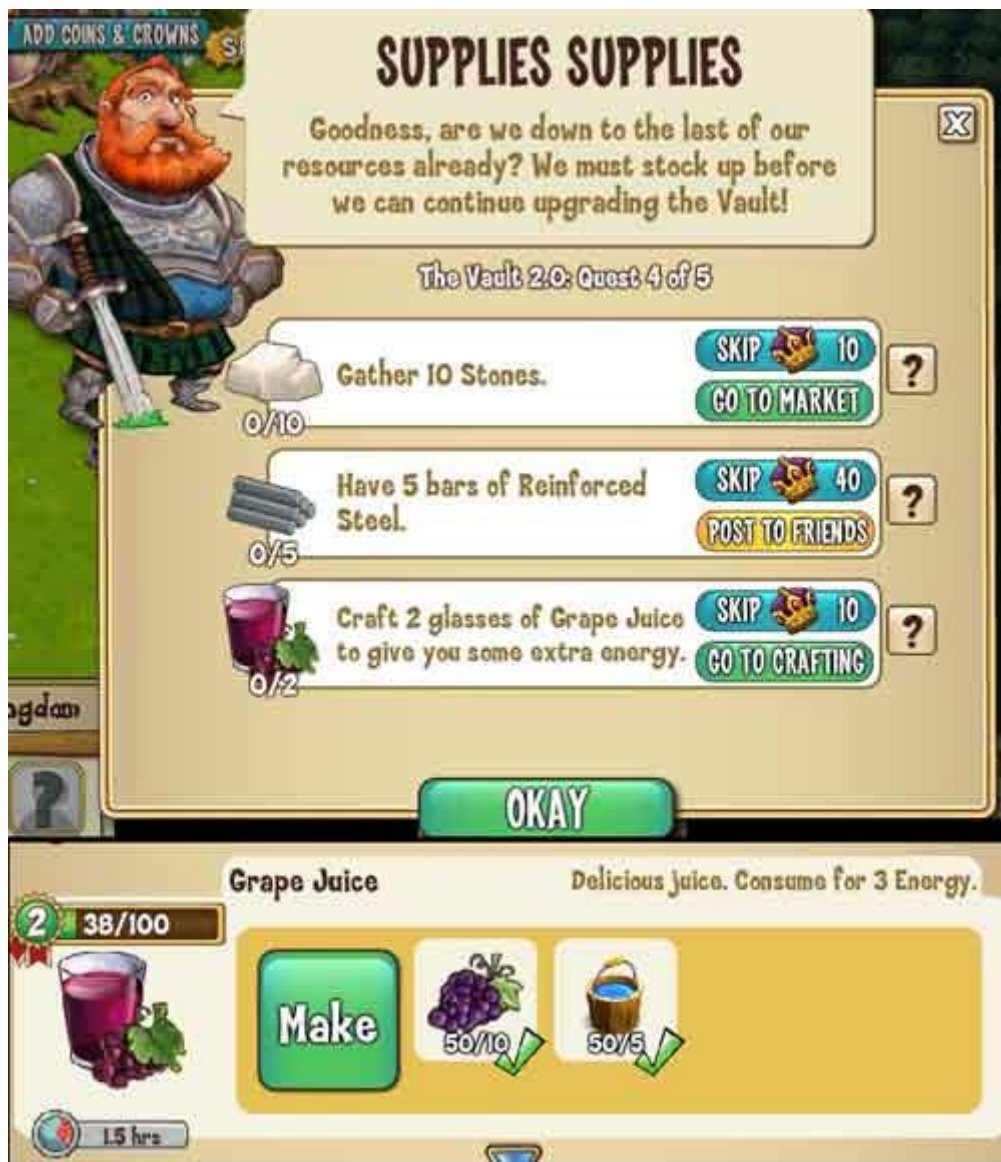 ADD COINS & CROWNS
SUPPLIES SUPPLIES
Goodness, are we down to the last of our
resources already? We must stock up before
we can continue upgrading the Vault!
The Vault 2.0: Quest 4 of 5
Gather 10 Stones.
SKIP 10
GO TO MARKET
?
0/10
Have 5 bars of Reinforced
Steel.
SKIP 40
POST TO FRIENDS
?
0/5
Craft 2 glasses of Grape Juice
to give you some extra energy.
SKIP 10
GO TO CRAFTING
?
0/2
ngdom
?
OKAY
Grape Juice
Delicious juice. Consume for 3 Energy.
2 38/100
Make
50/10
50/5
1.5 hrs